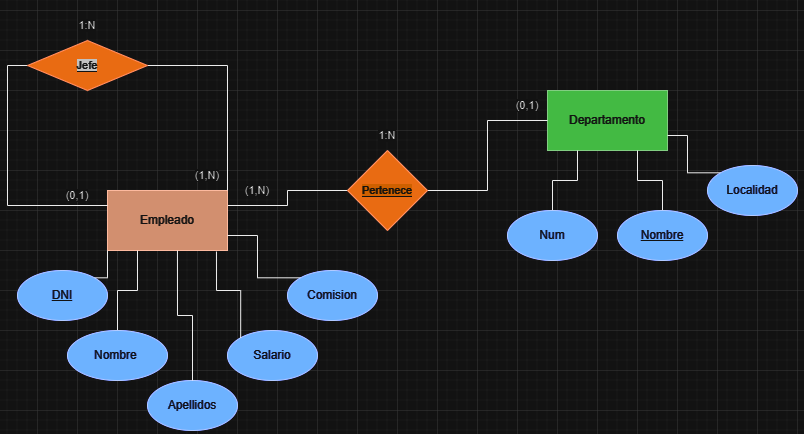 1:N
Jefe
(0,1)
Departamento
1:N
(1,N)
(0,1)
(1,N)
Pertenece
Localidad
Empleado
Num
Nombre
DNI
Comision
Nombre
Salario
Apellidos